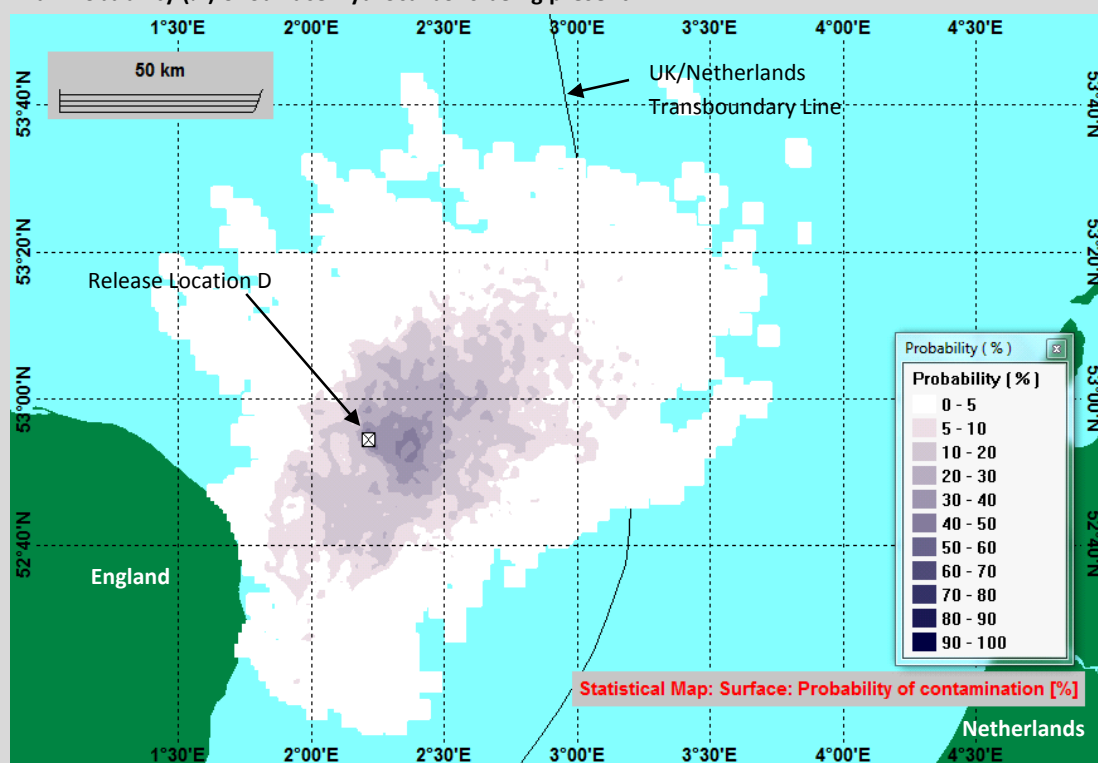 1°30'E 2°00'E 2°30'E 3°00'E 3°30'E 4°00'E 4°30'E
50 km
UK/Netherlands
Transboundary Line
53°40'N 53°40'N
53°20'N 53°20'N
Release Location D
53°00'N 53°00'N
Probability ( % ) x
Probability ( % )
0 - 5
5 - 10
10 - 20
20 - 30
30 - 40
40 - 50
50 - 60
60 - 70
70 - 80
80 - 90
90 - 100
52°40'N 52°40'N
England
Statistical Map: Surface: Probability of contamination [%]
Netherlands
1°30'E 2°00'E 2°30'E 3°00'E 3°30'E 4°00'E 4°30'E